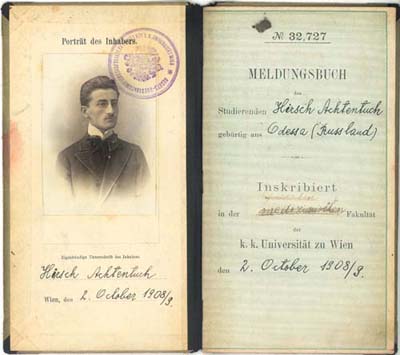 Porträt des Inhabers.
Eigenhändige Unterschrift des Inhabers.
Hirsch Achtentuch
Wien, den 2. October 1908/9.
№ 32,727
MELDUNGSBUCH
des
Studierenden Hirsch Achtentuch
gebürtig aus Odessa (Russland)
Inskribiert
in der medizinischen Fakultät
der
k. k. Universität zu Wien
den 2. October 1908/9